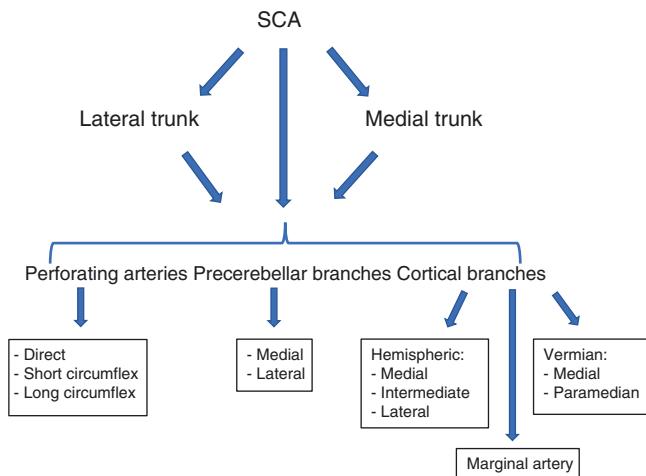 SCA
Lateral trunk
Medial trunk
Perforating arteries Precerebellar branches Cortical branches
- Direct
- Short circumflex
- Long circumflex
- Medial
- Lateral
Hemispheric:
- Medial
- Intermediate
- Lateral
Vermian:
- Medial
- Paramedian
Marginal artery